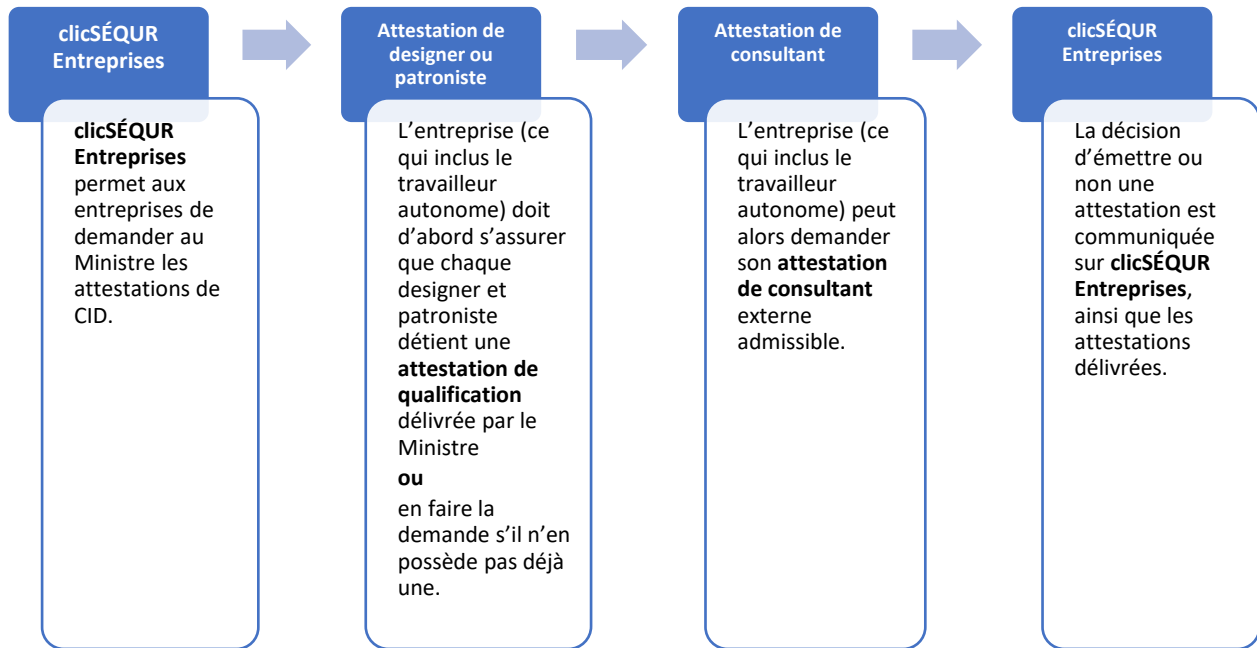 clicSÉQUR
Entreprises
clicSÉQUR
Entreprises
permet aux
entreprises de
demander au
Ministre les
attestations de
CID.
Attestation de
designer ou
patroniste
L’entreprise (ce
qui inclus le
travailleur
autonome) doit
d’abord s’assurer
que chaque
designer et
patroniste
détient une
attestation de
qualification
délivrée par le
Ministre
ou
en faire la
demande s’il n’en
possède pas déjà
une.
Attestation de
consultant
L’entreprise (ce
qui inclus le
travailleur
autonome) peut
alors demander
son attestation
de consultant
externe
admissible.
clicSÉQUR
Entreprises
La décision
d’émettre ou
non une
attestation est
communiquée
sur clicSÉQUR
Entreprises,
ainsi que les
attestations
délivrées.